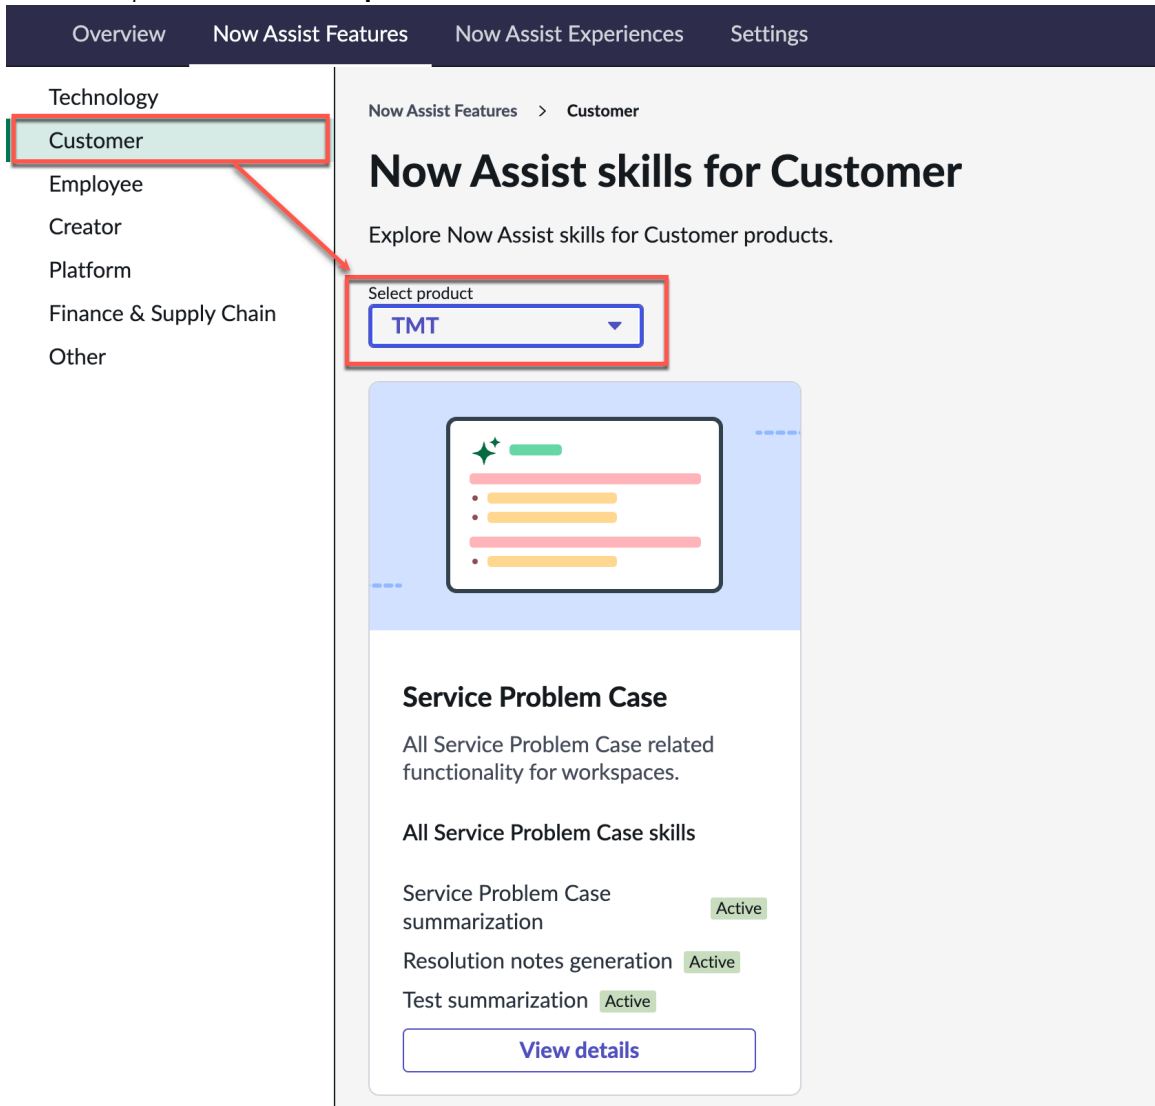 Overview Now Assist Features Now Assist Experiences Settings
Technology
Customer
Employee
Creator
Platform
Finance & Supply Chain
Other
Now Assist Features > Customer
Now Assist skills for Customer
Explore Now Assist skills for Customer products.
Select product
TMT
Service Problem Case
All Service Problem Case related
functionality for workspaces.
All Service Problem Case skills
Service Problem Case
summarization Active
Resolution notes generation Active
Test summarization Active
View details